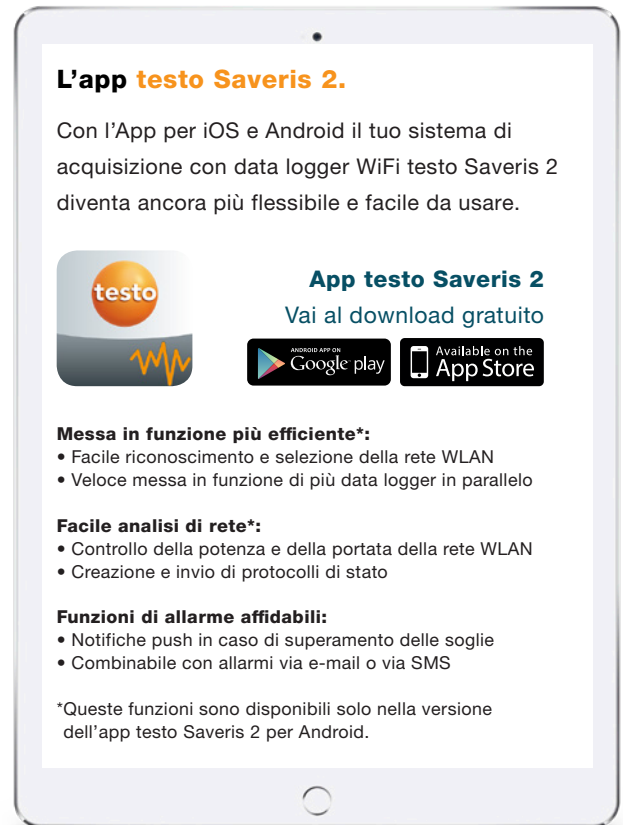 L'app testo Saveris 2.
Con l'App per iOS e Android il tuo sistema di
acquisizione con data logger WiFi testo Saveris 2
diventa ancora più flessibile e facile da usare.
testo
App testo Saveris 2
Vai al download gratuito
ANDROID APP ON
Google play
Available on the
App Store
Messa in funzione più efficiente*:
• Facile riconoscimento e selezione della rete WLAN
• Veloce messa in funzione di più data logger in parallelo
Facile analisi di rete*:
• Controllo della potenza e della portata della rete WLAN
• Creazione e invio di protocolli di stato
Funzioni di allarme affidabili:
• Notifiche push in caso di superamento delle soglie
• Combinabile con allarmi via e-mail o via SMS
*Queste funzioni sono disponibili solo nella versione
dell'app testo Saveris 2 per Android.